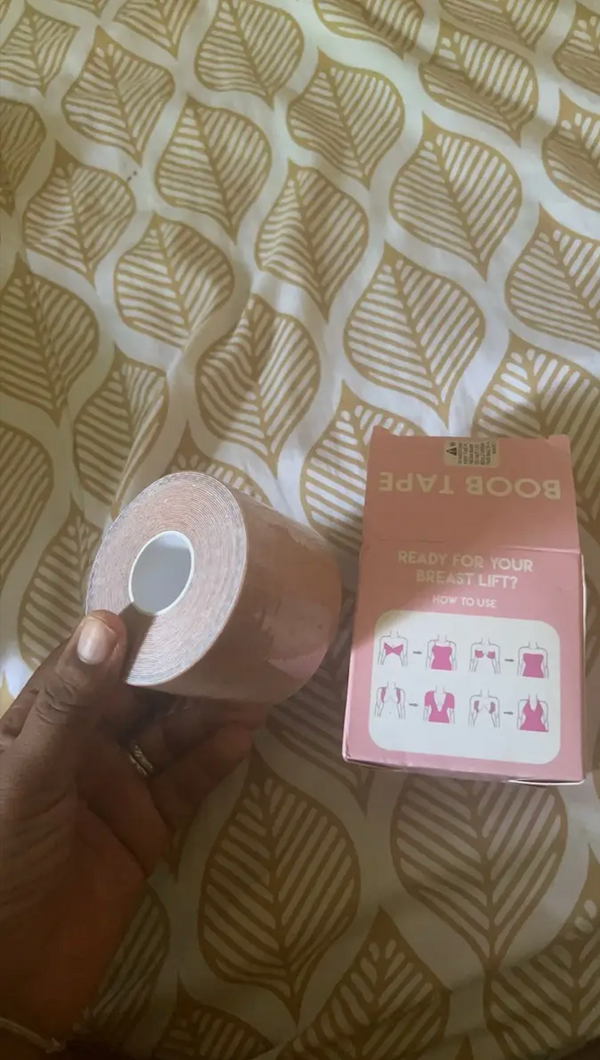 BOOB TAPE
READY FOR YOUR
BREAST LIFT?
HOW TO USE